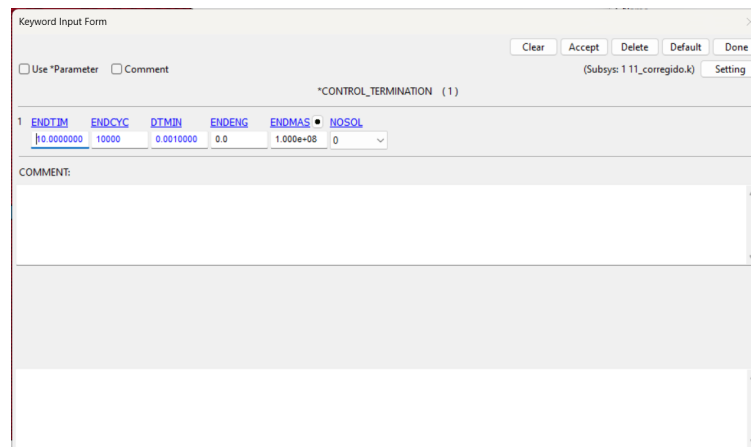 Keyword Input Form
Clear Accept Delete Default Done
Use *Parameter Comment (Subsys: 1 11_corregido.k) Setting
*CONTROL_TERMINATION (1)
1 ENDTIM ENDCYC DTMIN ENDENG ENDMAS NOSOL
10.0000000 10000 0.0010000 0.0 1.000e+08 0
COMMENT: